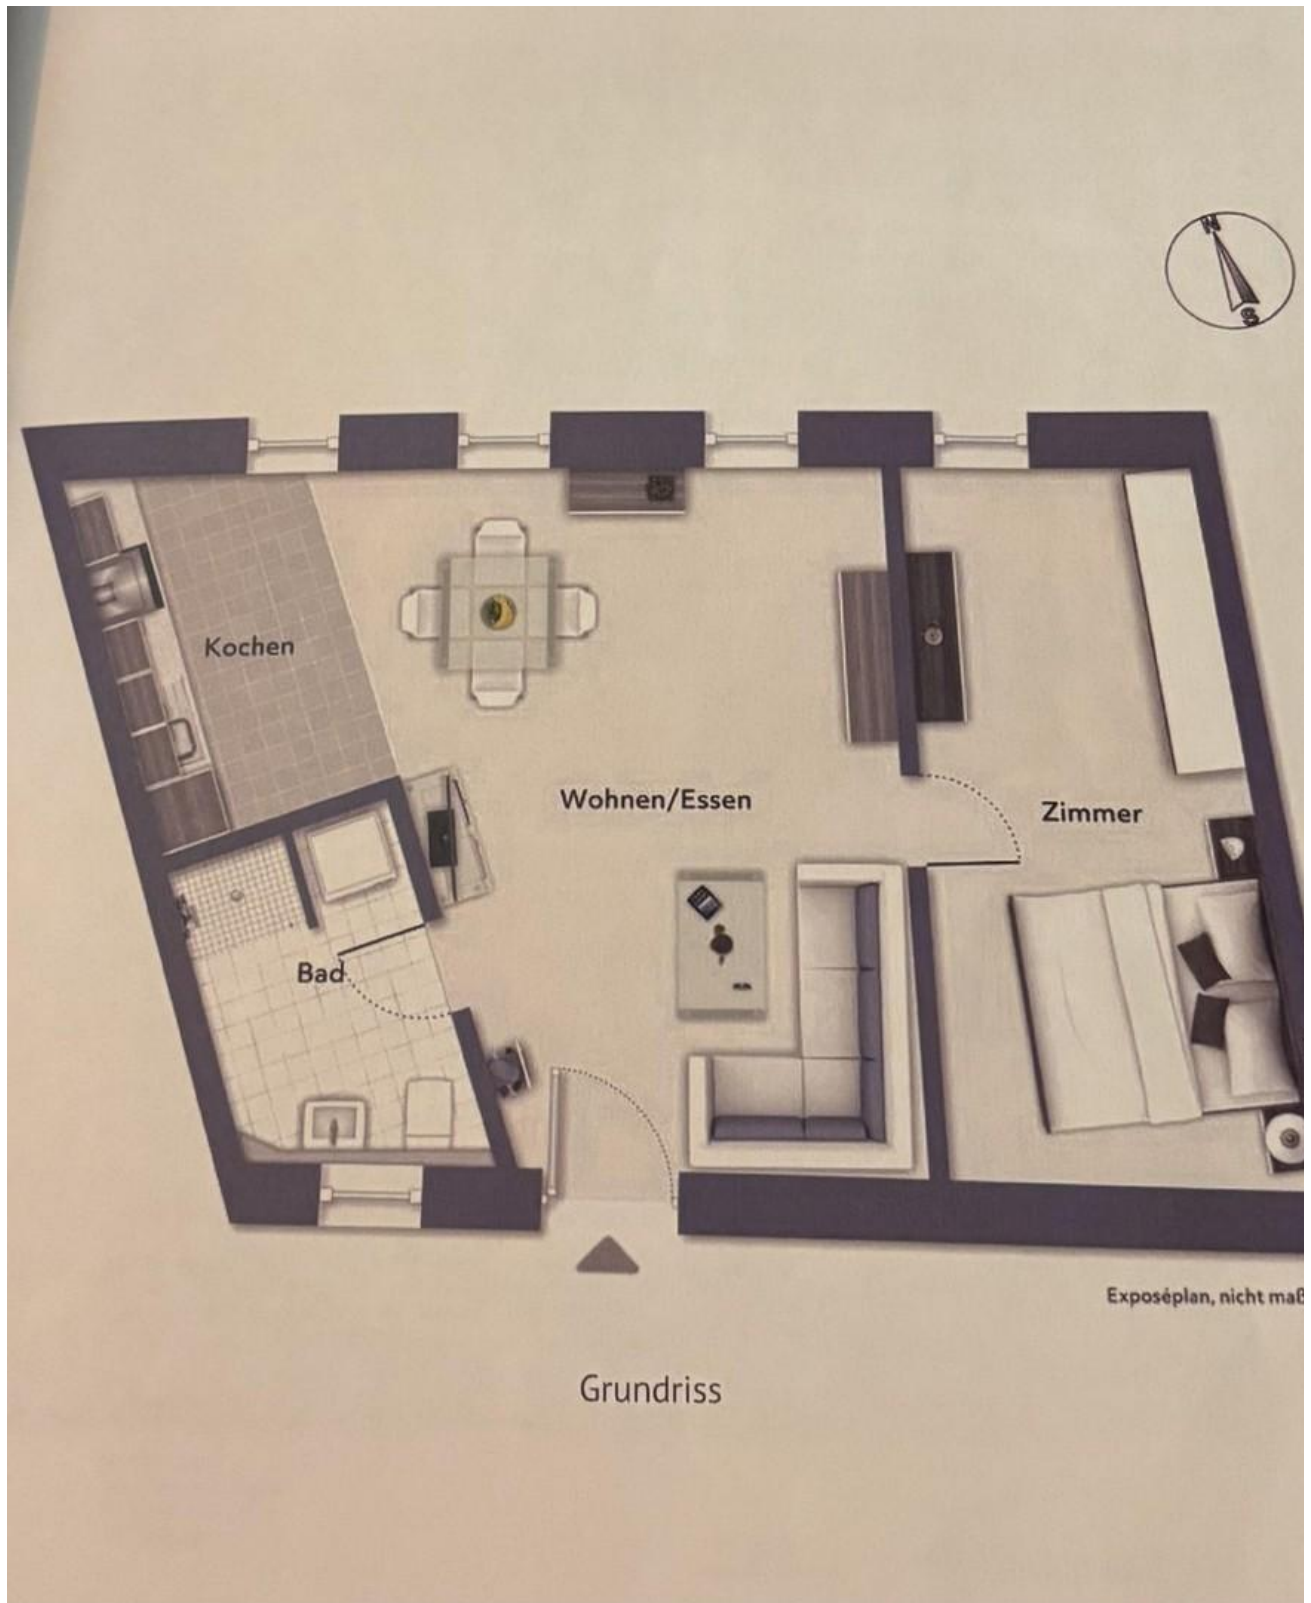 N
S
Kochen
Wohnen/Essen
Zimmer
Bad
Exposéplan, nicht maß
Grundriss